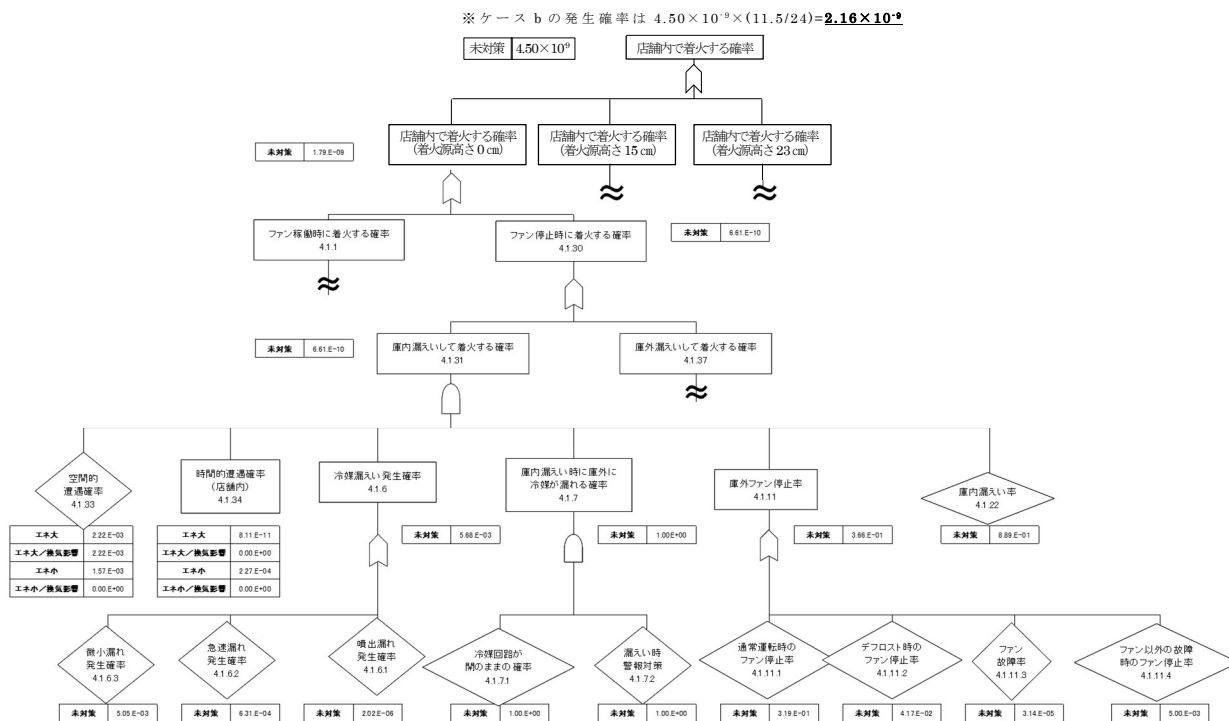 ※ケース b の発生確率は 4.50×10⁻⁹×(11.5/24)=2.16×10⁻⁹
未対策 4.50×10⁹
店舗内で着火する確率
店舗内で着火する確率
(着火源高さ0cm)
店舗内で着火する確率
(着火源高さ15cm)
店舗内で着火する確率
(着火源高さ23cm)
未対策 1.79.E-09
ファン稼働時に着火する確率
4.1.1
ファン停止時に着火する確率
4.1.30
未対策 6.61.E-10
未対策 6.61.E-10
庫内漏えいして着火する確率
4.1.31
庫外漏えいして着火する確率
4.1.37
空間的
遭遇確率
4.1.33
時間的遭遇確率
(店舗内)
4.1.34
冷媒漏えい発生確率
4.1.6
庫内漏えい時に庫外に
冷媒が漏れる確率
4.1.7
庫外ファン停止率
4.1.11
庫内漏えい率
4.1.22
エネ大 2.22.E-03
エネ大/換気影響 2.22.E-03
エネ小 1.57.E-03
エネ小/換気影響 0.00.E+00
エネ大 8.11.E-11
エネ大/換気影響 0.00.E+00
エネ小 2.27.E-04
エネ小/換気影響 0.00.E+00
未対策 5.68.E-03
未対策 1.00.E+00
未対策 3.66.E-01
未対策 8.89.E-01
微小漏れ
発生確率
4.1.6.3
急速漏れ
発生確率
4.1.6.2
噴出漏れ
発生確率
4.1.6.1
冷媒回路が
開のままの確率
4.1.7.1
漏えい時
警報対策
4.1.7.2
通常運転時の
ファン停止率
4.1.11.1
デフロスト時の
ファン停止率
4.1.11.2
ファン
故障率
4.1.11.3
ファン以外の故障
時のファン停止率
4.1.11.4
未対策 5.05.E-03
未対策 6.31.E-04
未対策 2.02.E-06
未対策 1.00.E+00
未対策 1.00.E+00
未対策 3.19.E-01
未対策 4.17.E-02
未対策 3.14.E-05
未対策 5.00.E-03